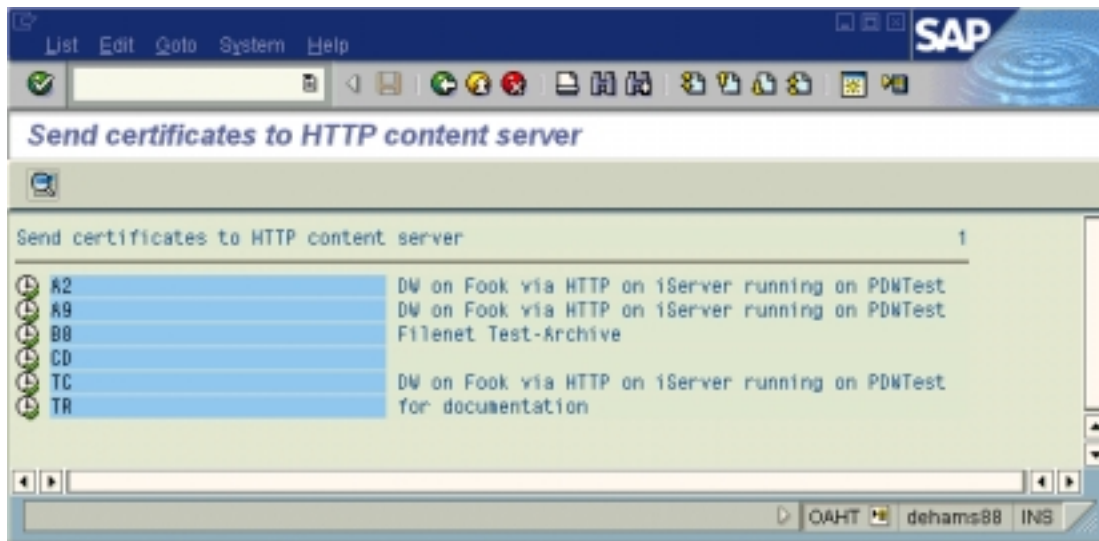 List Edit Goto System Help
SAP
Send certificates to HTTP content server
Send certificates to HTTP content server 1
A2 DW on Fook via HTTP on iServer running on PDWTest
A9 DW on Fook via HTTP on iServer running on PDWTest
B8 Filenet Test-Archive
CD
TC DW on Fook via HTTP on iServer running on PDWTest
TR for documentation
OAHT dehams88 INS